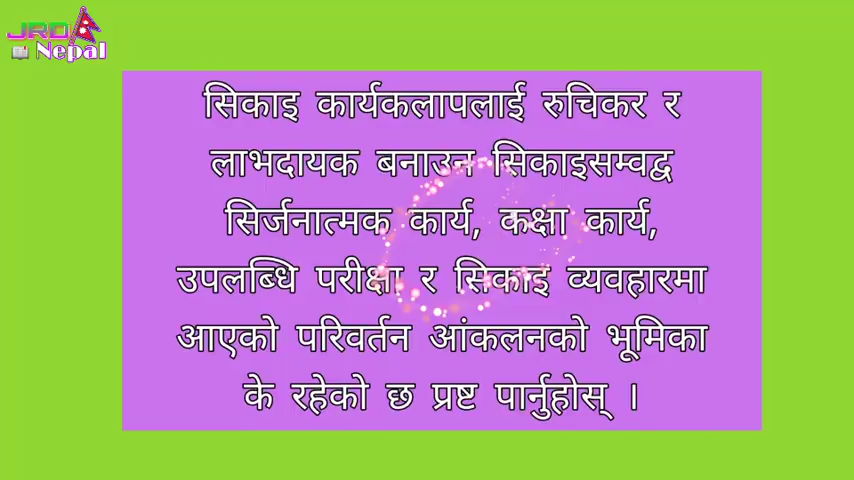 JRD
Nepal
सिकाइ कार्यकलापलाई रुचिकर र
लाभदायक बनाउन सिकाइसम्वद्व
सिर्जनात्मक कार्य, कक्षा कार्य,
उपलब्धि परीक्षा र सिकाइ व्यवहारमा
आएको परिवर्तन आंकलनको भूमिका
के रहेको छ प्रष्ट पार्नुहोस् ।